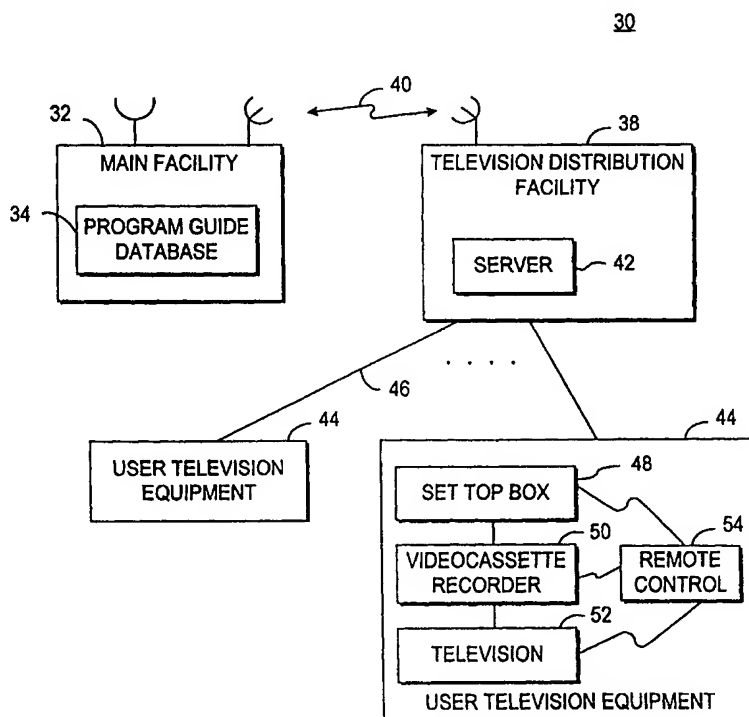 30
40
32
38
MAIN FACILITY
34
PROGRAM GUIDE
DATABASE
TELEVISION DISTRIBUTION
FACILITY
SERVER
42
46
. . . .
44
USER TELEVISION
EQUIPMENT
44
48
SET TOP BOX
50
54
VIDEOCASSETTE
RECORDER
REMOTE
CONTROL
52
TELEVISION
USER TELEVISION EQUIPMENT